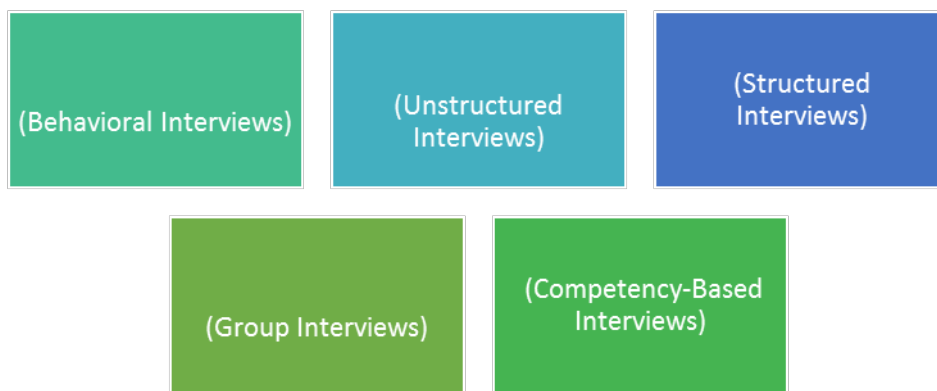 (Behavioral Interviews)
(Unstructured
Interviews)
(Structured
Interviews)
(Group Interviews)
(Competency-Based
Interviews)